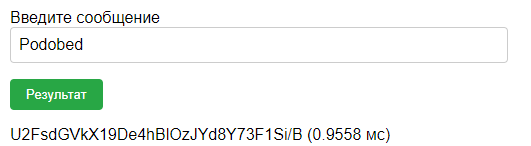 Введите сообщение
Podobed
Результат
U2FsdGVkX19De4hBlOzJYd8Y73F1Si/B (0.9558 мс)